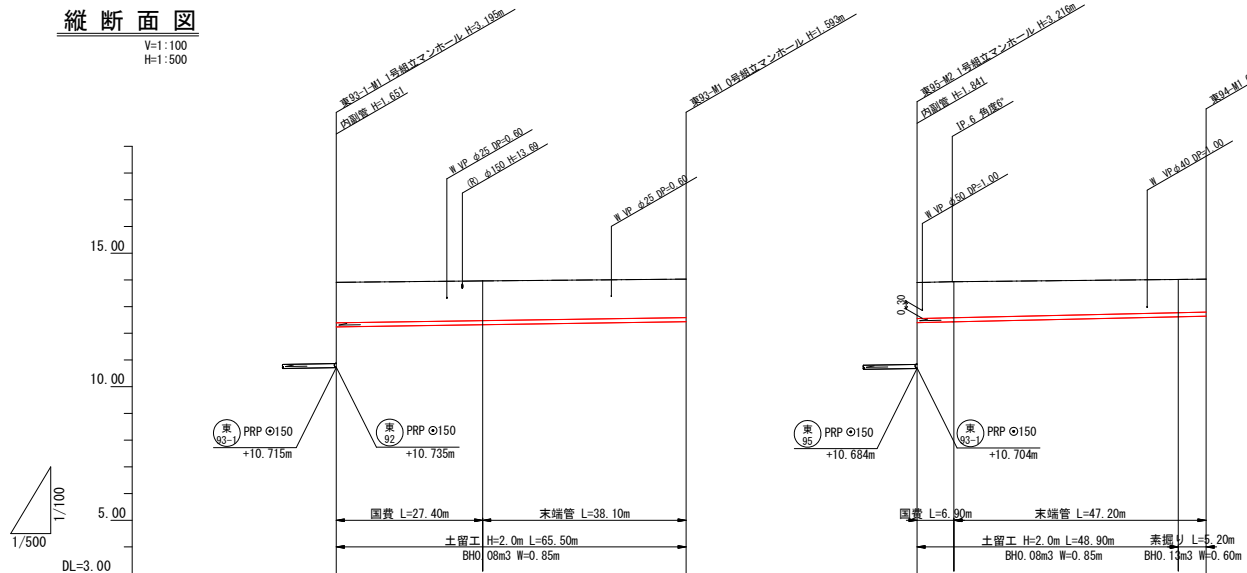 縦断面図
V=1:100
H=1:500
東93-1-M1 1号組立マンホール H=3.195m
内副管 H=1.651
W VP φ25 DP=0.60
(R) φ150 H=13.69
W VP φ25 DP=0.60
東93-M1 0号組立マンホール H=1.593m
東95-M2 1号組立マンホール H=3.216m
内副管 H=1.841
IP.6 角度6°
W VP φ50 DP=1.00
W VPφ40 DP=1.00
東94-M1
15.00
10.00
5.00
DL=3.00
0.30
東
93-1
PRP ⊙150
+10.715m
東
92
PRP ⊙150
+10.735m
東
95
PRP ⊙150
+10.684m
東
93-1
PRP ⊙150
+10.704m
1/100
1/500
国費 L=27.40m
末端管 L=38.10m
土留工 H=2.0m L=65.50m
BH0.08m3 W=0.85m
国費 L=6.90m
末端管 L=47.20m
土留工 H=2.0m L=48.90m
BH0.08m3 W=0.85m
素掘り L=5.20m
BH0.13m3 W=0.60m